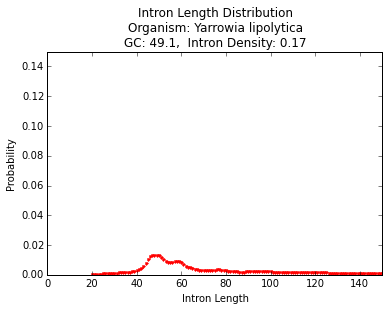 Intron Length Distribution
Organism: Yarrowia lipolytica
GC: 49.1,  Intron Density: 0.17
0.14
0.12
0.10
0.08
0.06
0.04
0.02
0.00
Probability
0 20 40 60 80 100 120 140
Intron Length